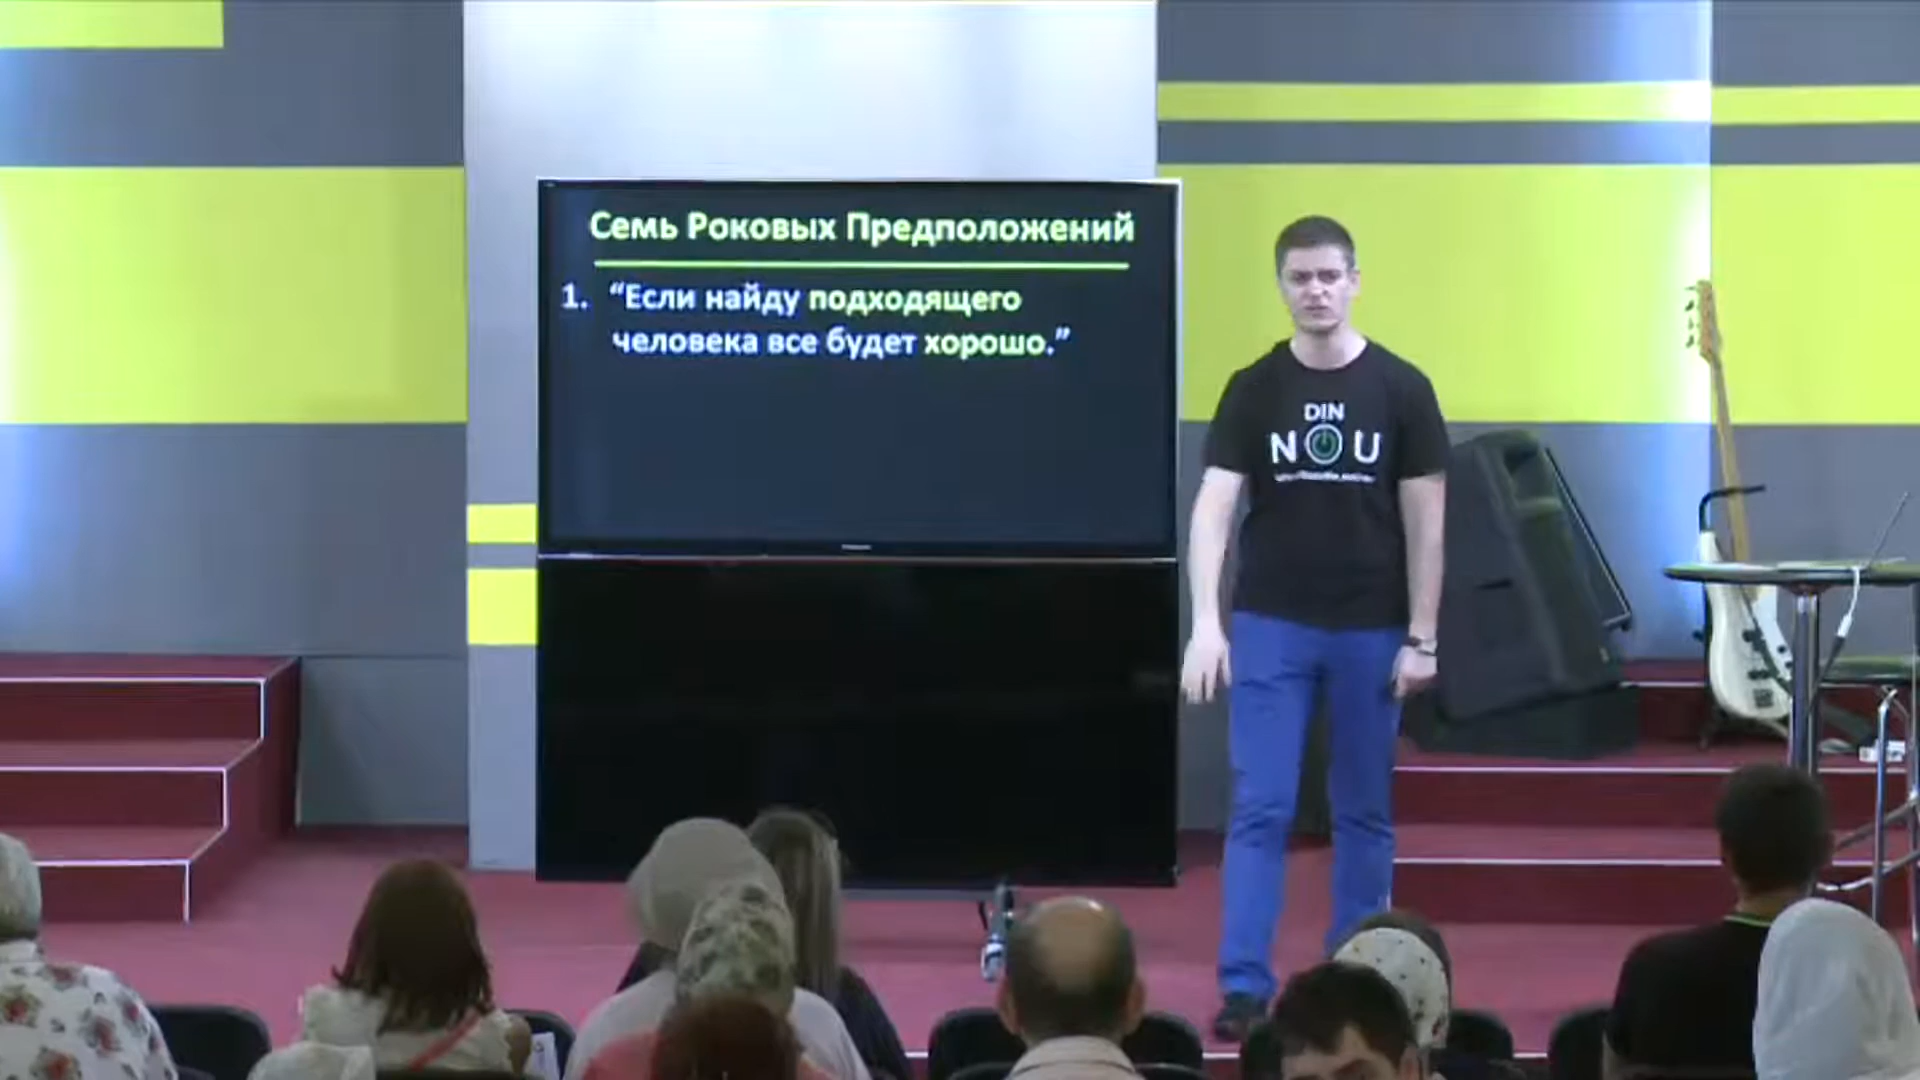 Семь Роковых Предположений
1. “Если найду подходящего
человека все будет хорошо.”
DIN
NOU